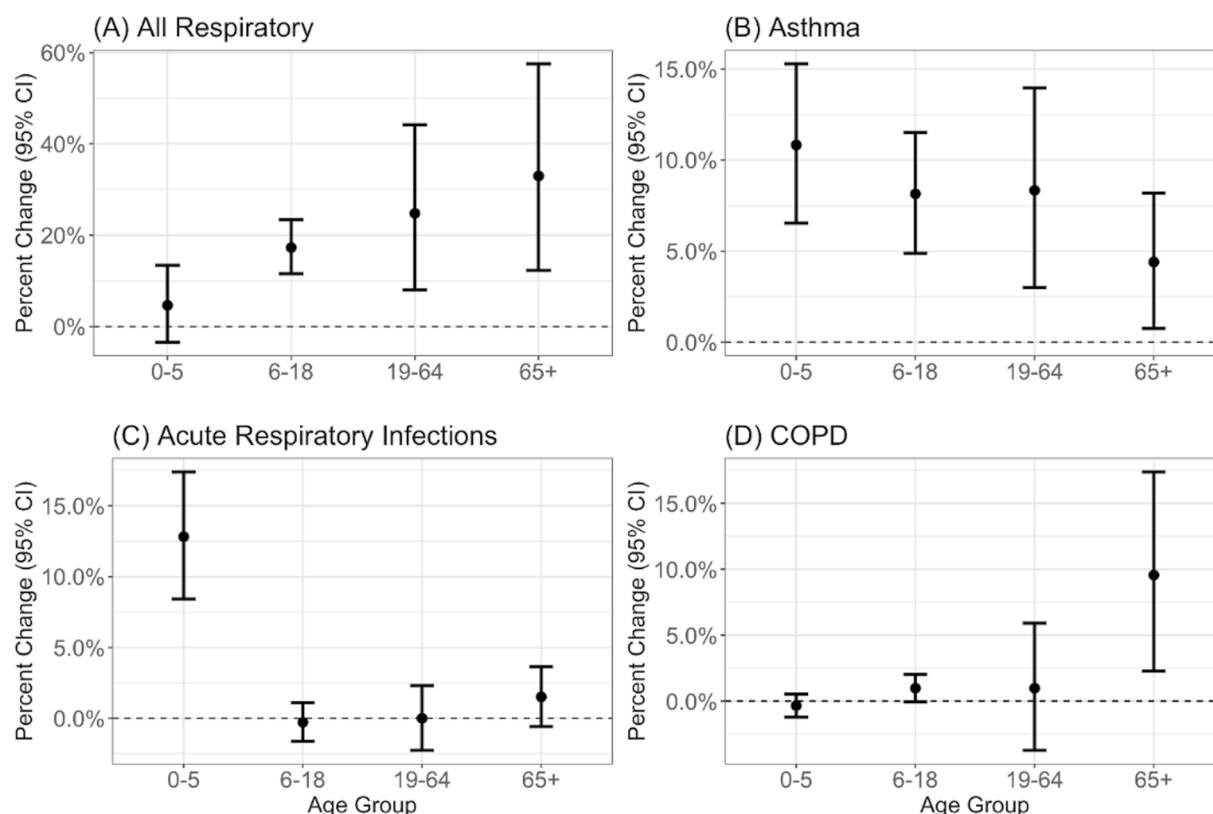 (A) All Respiratory
Percent Change (95% CI)
60%
40%
20%
0%
0-5 6-18 19-64 65+
(B) Asthma
Percent Change (95% CI)
15.0%
10.0%
5.0%
0.0%
0-5 6-18 19-64 65+
(C) Acute Respiratory Infections
Percent Change (95% CI)
15.0%
10.0%
5.0%
0.0%
0-5 6-18 19-64 65+
Age Group
(D) COPD
Percent Change (95% CI)
15.0%
10.0%
5.0%
0.0%
0-5 6-18 19-64 65+
Age Group